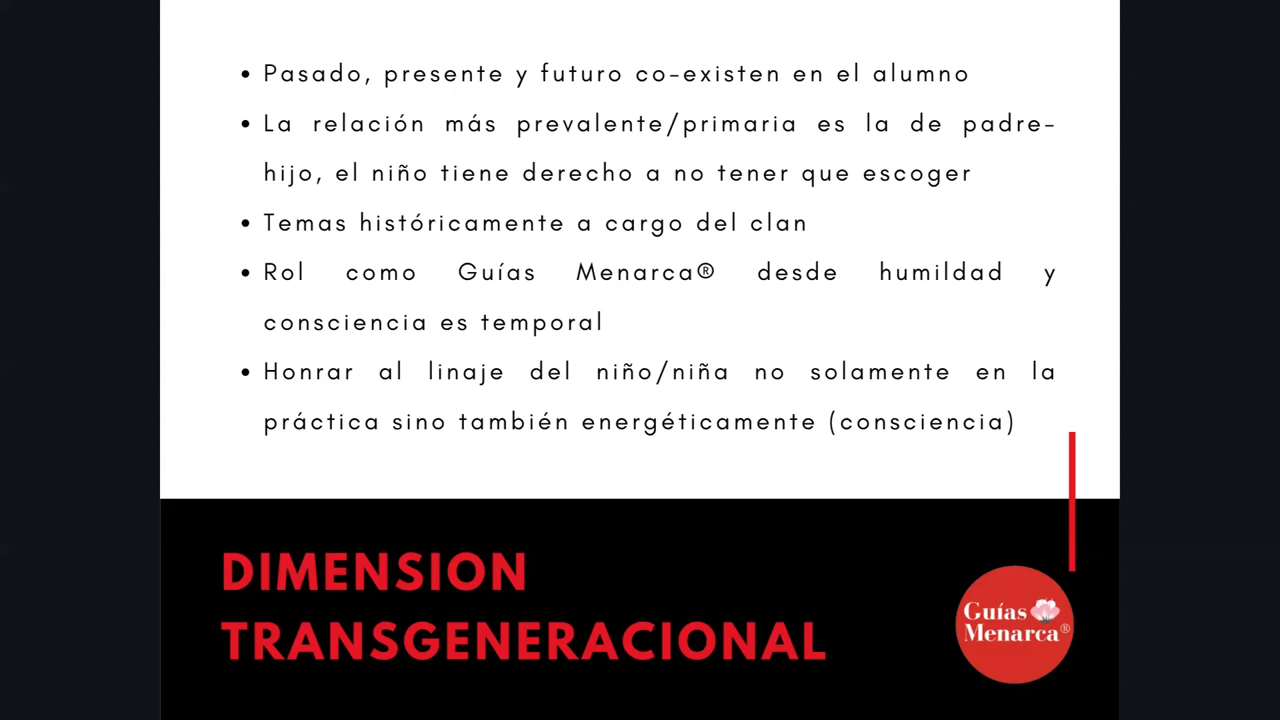 • Pasado, presente y futuro co-existen en el alumno
• La relación más prevalente/primaria es la de padre-
hijo, el niño tiene derecho a no tener que escoger
• Temas históricamente a cargo del clan
• Rol como Guías Menarca® desde humildad y
consciencia es temporal
• Honrar al linaje del niño/niña no solamente en la
práctica sino también energéticamente (consciencia)
DIMENSION
TRANSGENERACIONAL
Guías
Menarca®